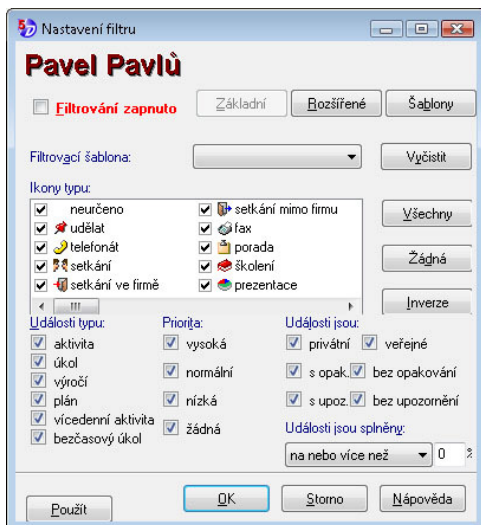 Nastavení filtru
Pavel Pavlů
Filtrování zapnuto
Základní
Rozšířené
Šablony
Filtrovací šablona:
Vyčistit
Ikony typu:
neurčeno
setkání mimo firmu
Všechny
udělat
fax
telefonát
porada
Žádná
setkání
školení
setkání ve firmě
prezentace
Inverze
Události typu:
Priorita:
Události jsou:
aktivita
vysoká
privátní
veřejné
úkol
normální
s opak.
bez opakování
výročí
plán
nízká
s upoz.
bez upozornění
vícedenní aktivita
žádná
Události jsou splněny:
bezčasový úkol
na nebo více než
0
%
Použít
OK
Storno
Nápověda